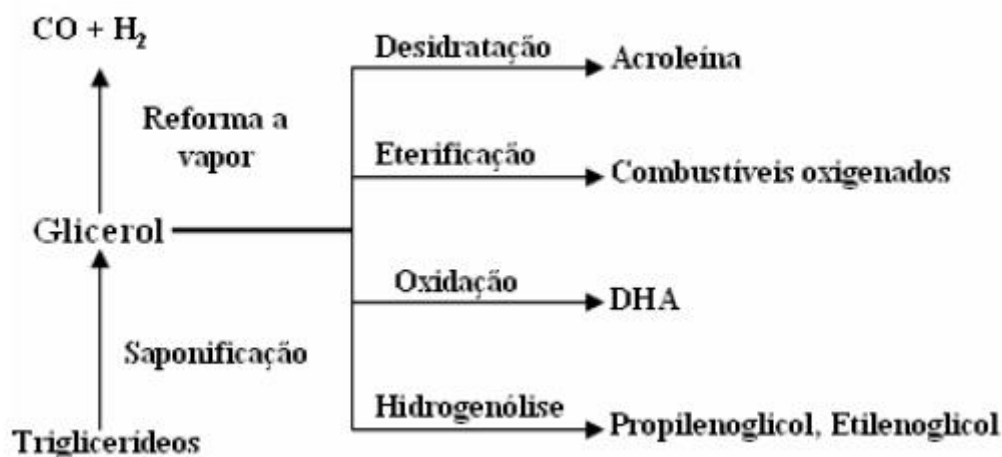 CO + H₂
Desidratação
Acroleína
Reforma a
vapor
Eterificação
Combustíveis oxigenados
Glicerol
Oxidação
DHA
Saponificação
Hidrogenólise
Triglicerídeos
Propilenoglicol, Etilenoglicol